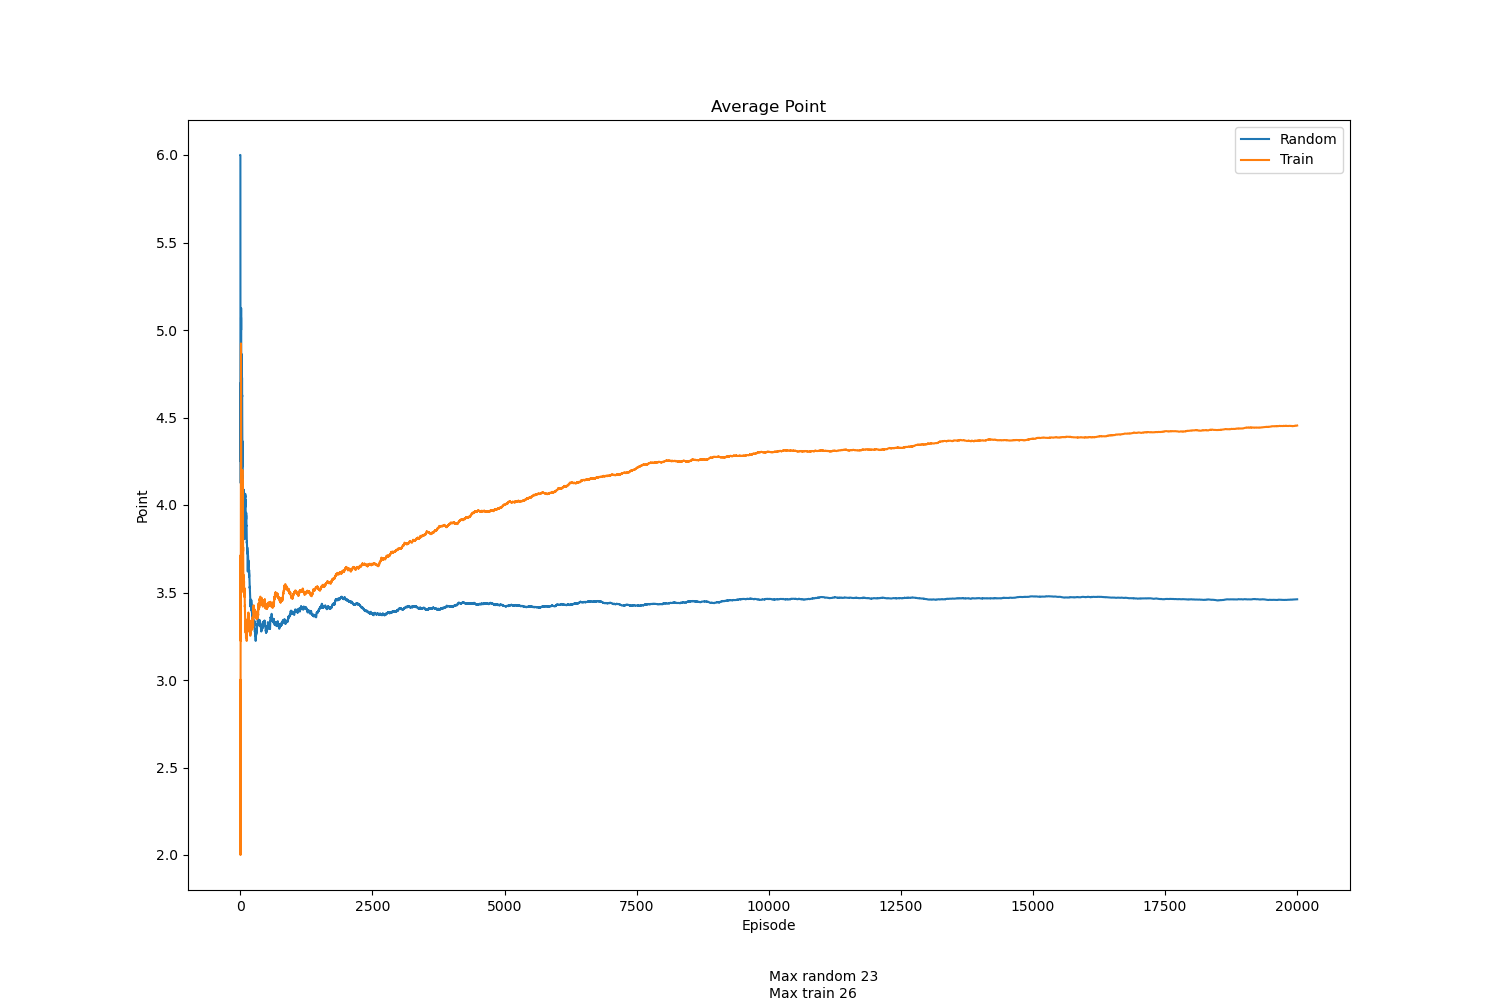 Average Point
Random
Train
6.0
5.5
5.0
4.5
4.0
3.5
3.0
2.5
2.0
Point
0 2500 5000 7500 10000 12500 15000 17500 20000
Episode
Max random 23
Max train 26